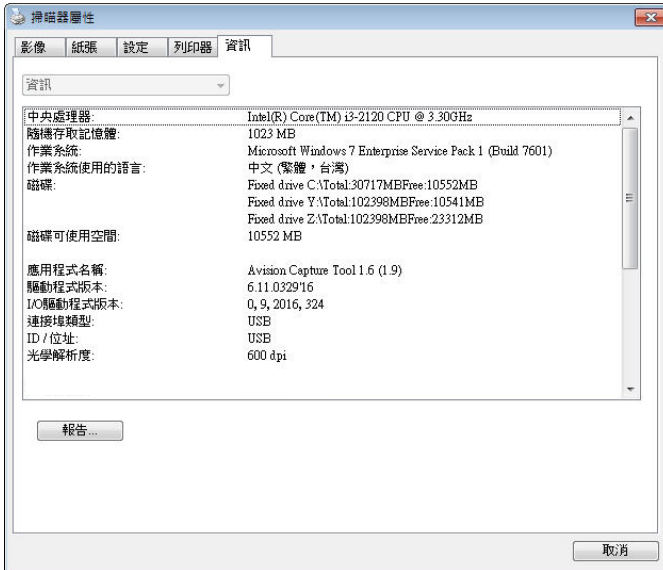 掃瞄器屬性
影像 紙張 設定 列印器 資訊
資訊
中央處理器: Intel(R) Core(TM) i3-2120 CPU @ 3.30GHz
隨機存取記憶體: 1023 MB
作業系統: Microsoft Windows 7 Enterprise Service Pack 1 (Build 7601)
作業系統使用的語言: 中文 (繁體，台灣)
磁碟: Fixed drive C:\Total:30717MBFree:10552MB
Fixed drive Y:\Total:102398MBFree:10541MB
Fixed drive Z:\Total:102398MBFree:23312MB
磁碟可使用空間: 10552 MB
應用程式名稱: Avision Capture Tool 1.6 (1.9)
驅動程式版本: 6.11.0329'16
I/O驅動程式版本: 0, 9, 2016, 324
連接埠類型: USB
ID / 位址: USB
光學解析度: 600 dpi
報告...
取消